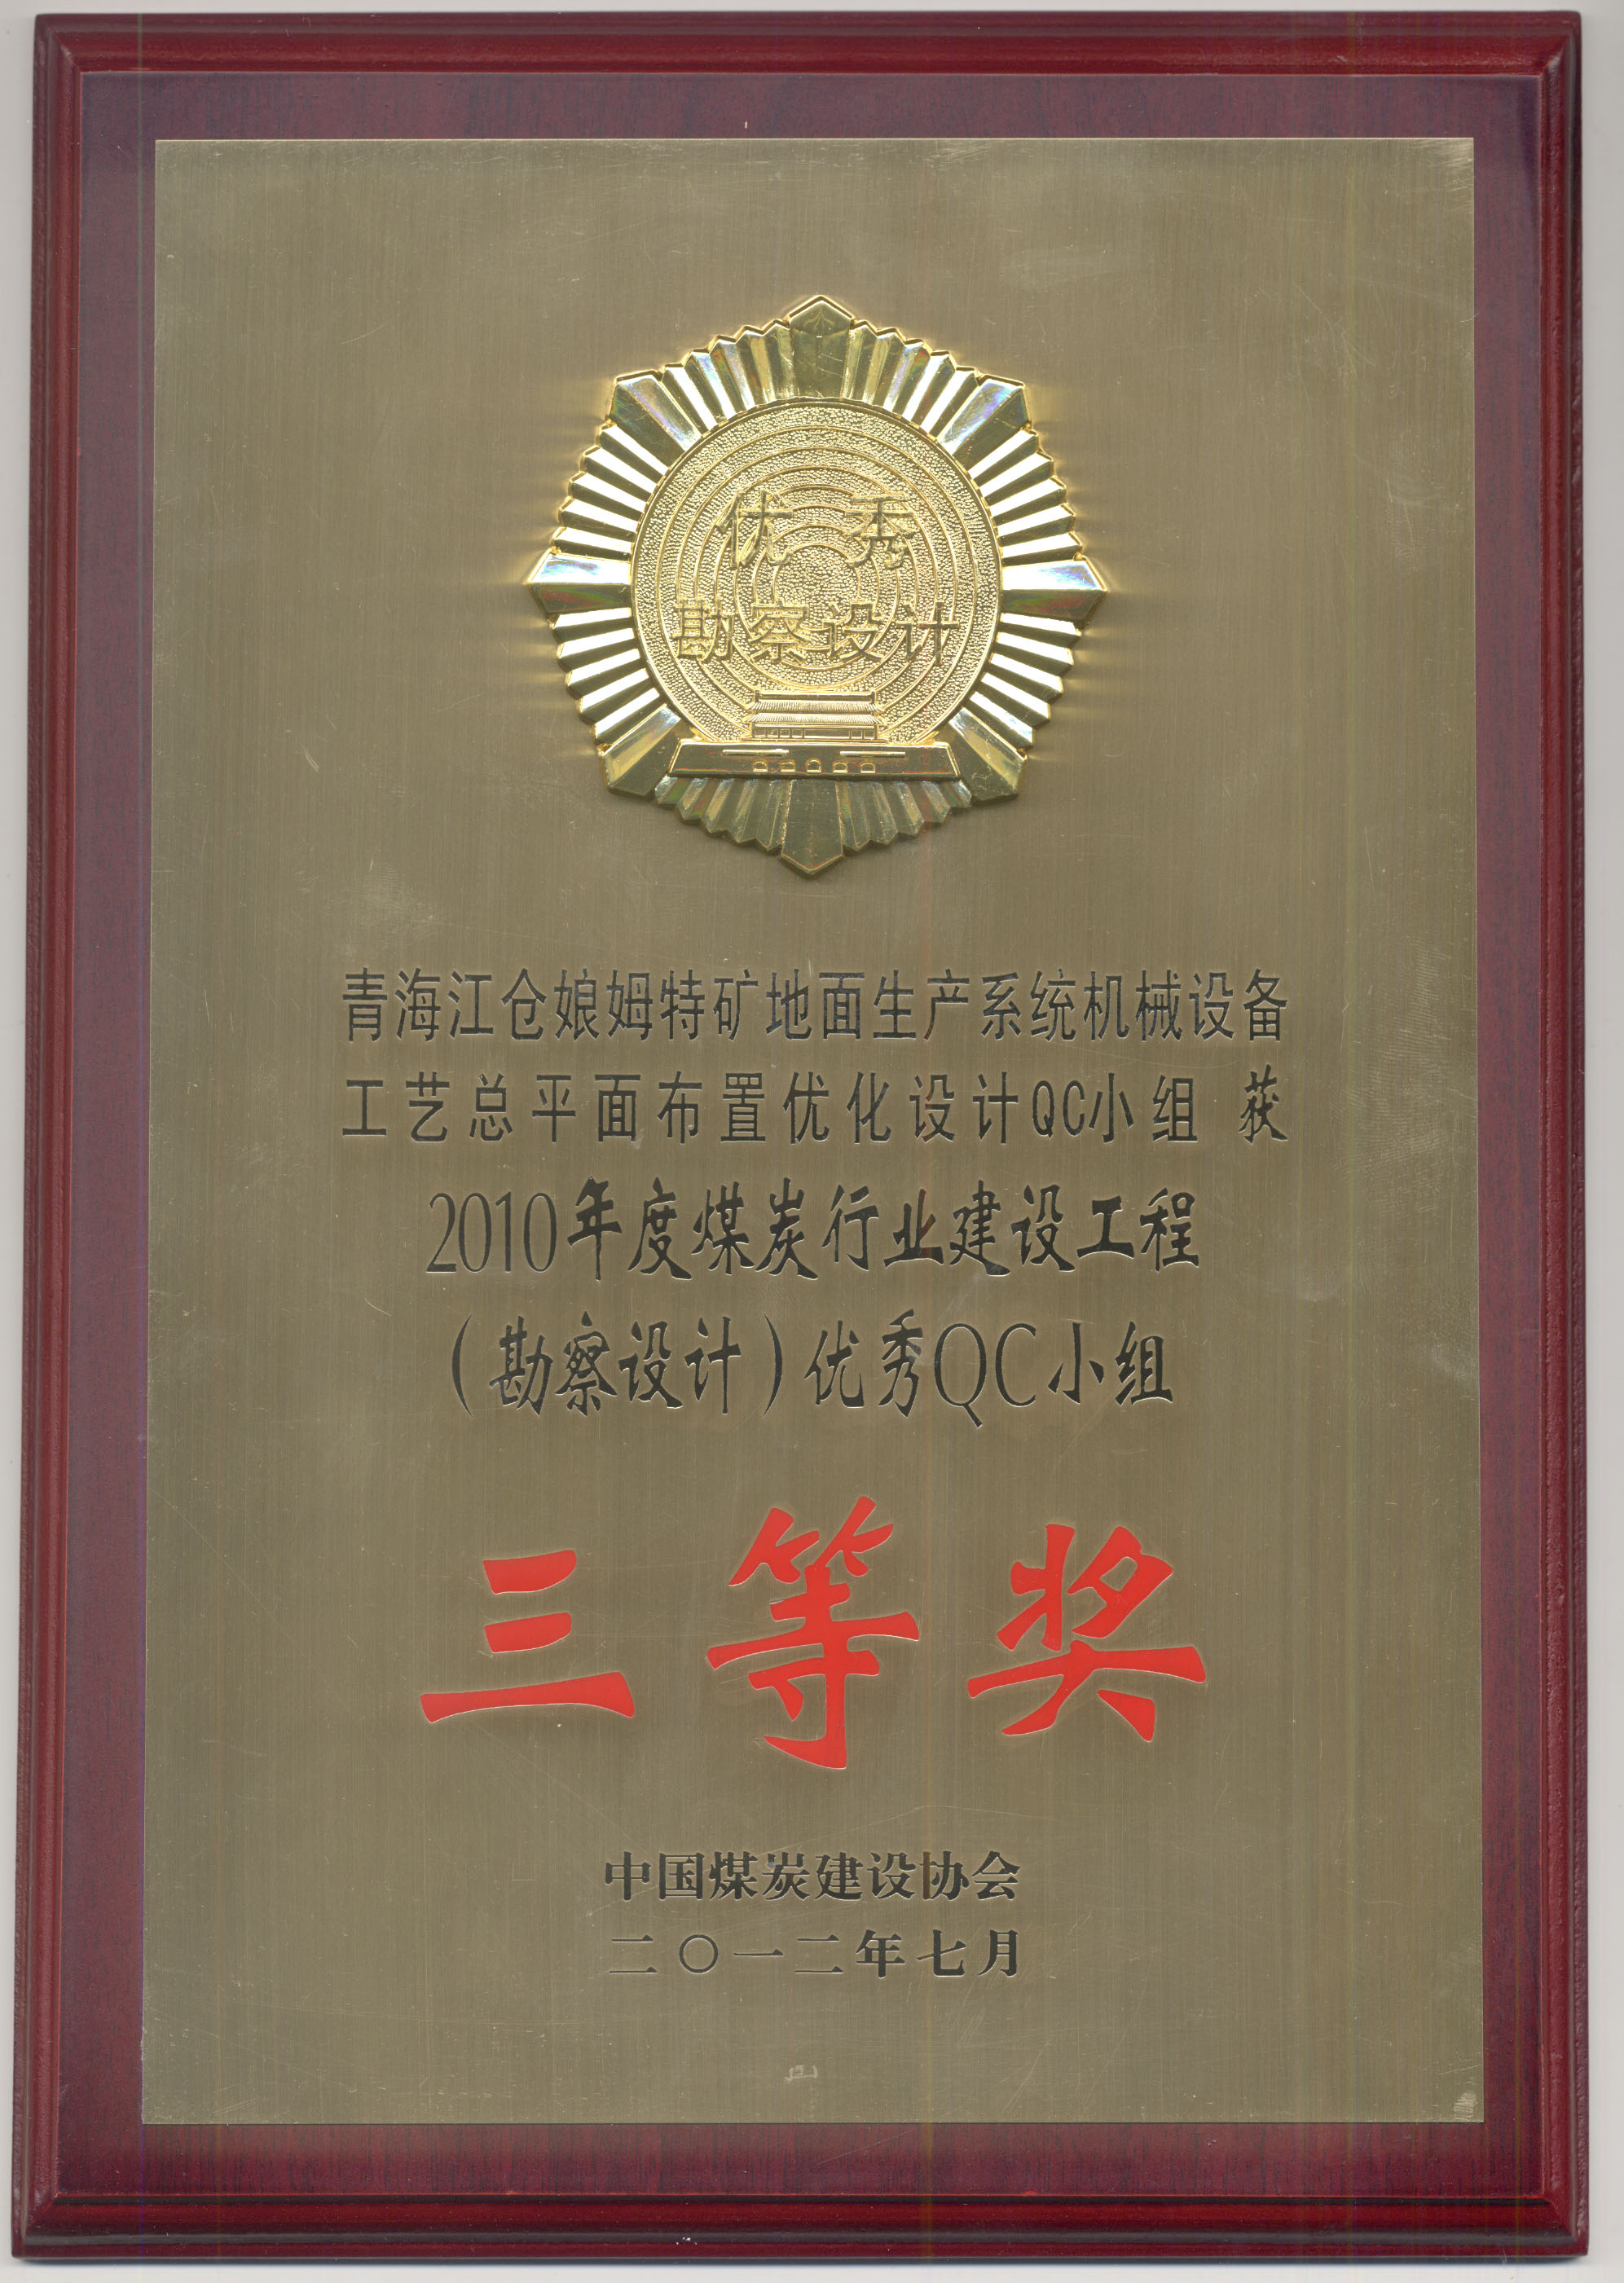 优秀
勘察设计
青海江仓娘姆特矿地面生产系统机械设备
工艺总平面布置优化设计QC小组 获
2010年度煤炭行业建设工程
（勘察设计）优秀QC小组
三等奖
中国煤炭建设协会
二〇一二年七月